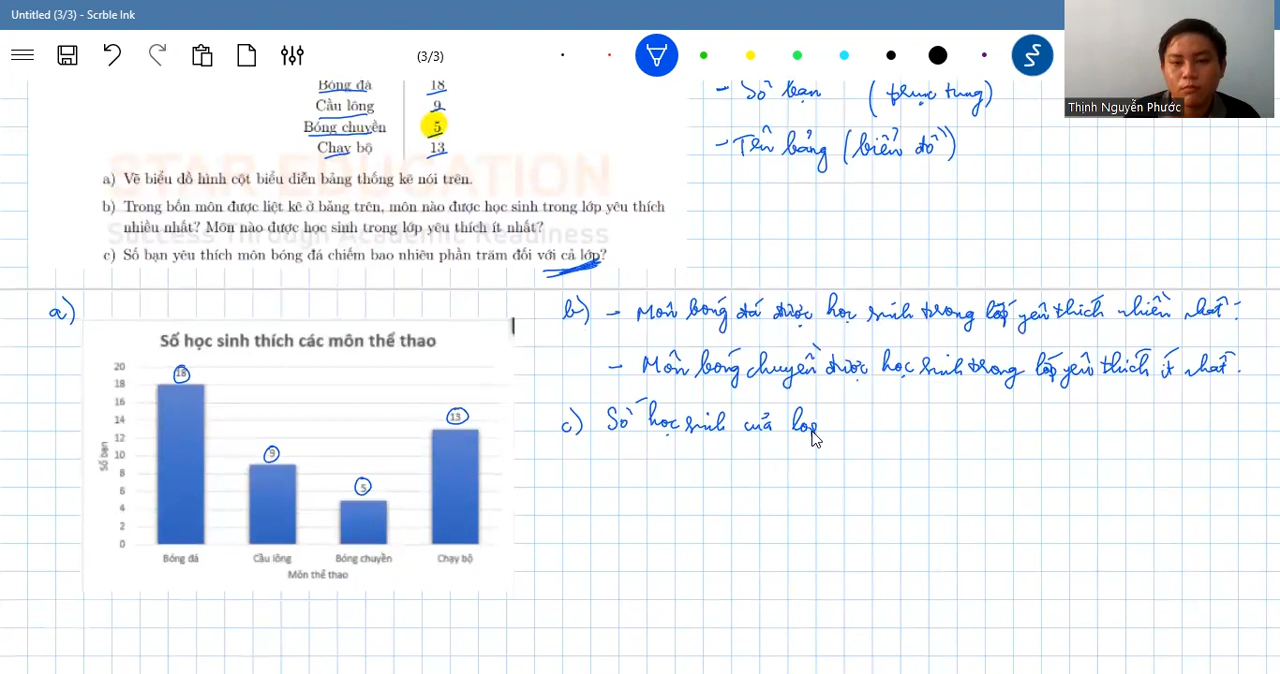 Untitled (3/3) - Scrble Ink
(3/3)
Thịnh Nguyễn Phước
Bóng đá 18
Cầu lông 9
Bóng chuyền 5
Chạy bộ 13
- Số bạn (trục tung)
- Tên bảng (biểu đồ)
STAR EDUCATION
Success Through Academic Readiness
a) Vẽ biểu đồ hình cột biểu diễn bảng thống kê nói trên.
b) Trong bốn môn được liệt kê ở bảng trên, môn nào được học sinh trong lớp yêu thích
nhiều nhất? Môn nào được học sinh trong lớp yêu thích ít nhất?
c) Số bạn yêu thích môn bóng đá chiếm bao nhiêu phần trăm đối với cả lớp?
a)
Số học sinh thích các môn thể thao
20
18
16
14
12
10
8
6
4
2
0
Số bạn
18
9
5
13
Bóng đá Cầu lông Bóng chuyền Chạy bộ
Môn thể thao
b) - Môn bóng đá được học sinh trong lớp yêu thích nhiều nhất.
- Môn bóng chuyền được học sinh trong lớp yêu thích ít nhất.
c) Số học sinh của lop